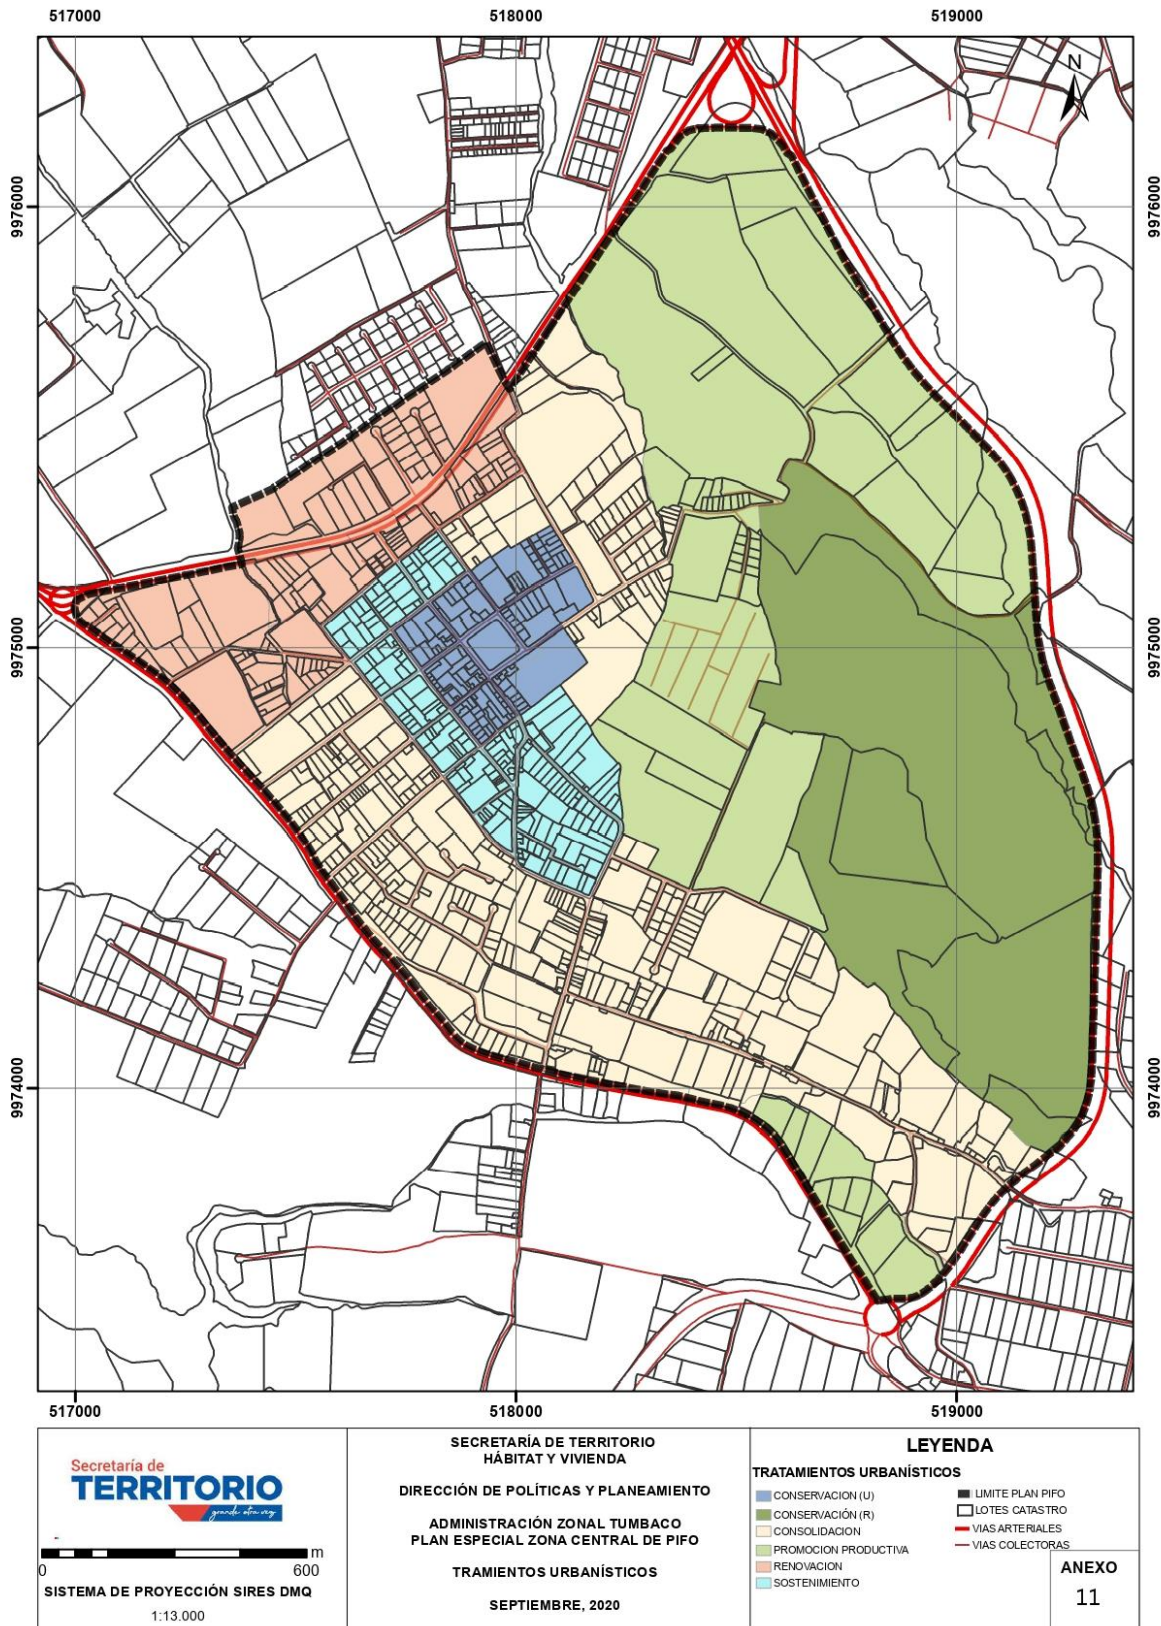 517000
518000
519000
N
9976000
9976000
9975000
9975000
9974000
9974000
517000
518000
519000
Secretaría de
TERRITORIO
grande otra vez
m
0
600
SISTEMA DE PROYECCIÓN SIRES DMQ
1:13.000
SECRETARÍA DE TERRITORIO
HÁBITAT Y VIVIENDA
DIRECCIÓN DE POLÍTICAS Y PLANEAMIENTO
ADMINISTRACIÓN ZONAL TUMBACO
PLAN ESPECIAL ZONA CENTRAL DE PIFO
TRAMIENTOS URBANÍSTICOS
SEPTIEMBRE, 2020
LEYENDA
TRATAMIENTOS URBANÍSTICOS
CONSERVACION (U)
CONSERVACIÓN (R)
CONSOLIDACION
PROMOCION PRODUCTIVA
RENOVACION
SOSTENIMIENTO
LIMITE PLAN PIFO
LOTES CATASTRO
VIAS ARTERIALES
VIAS COLECTORAS
ANEXO
11